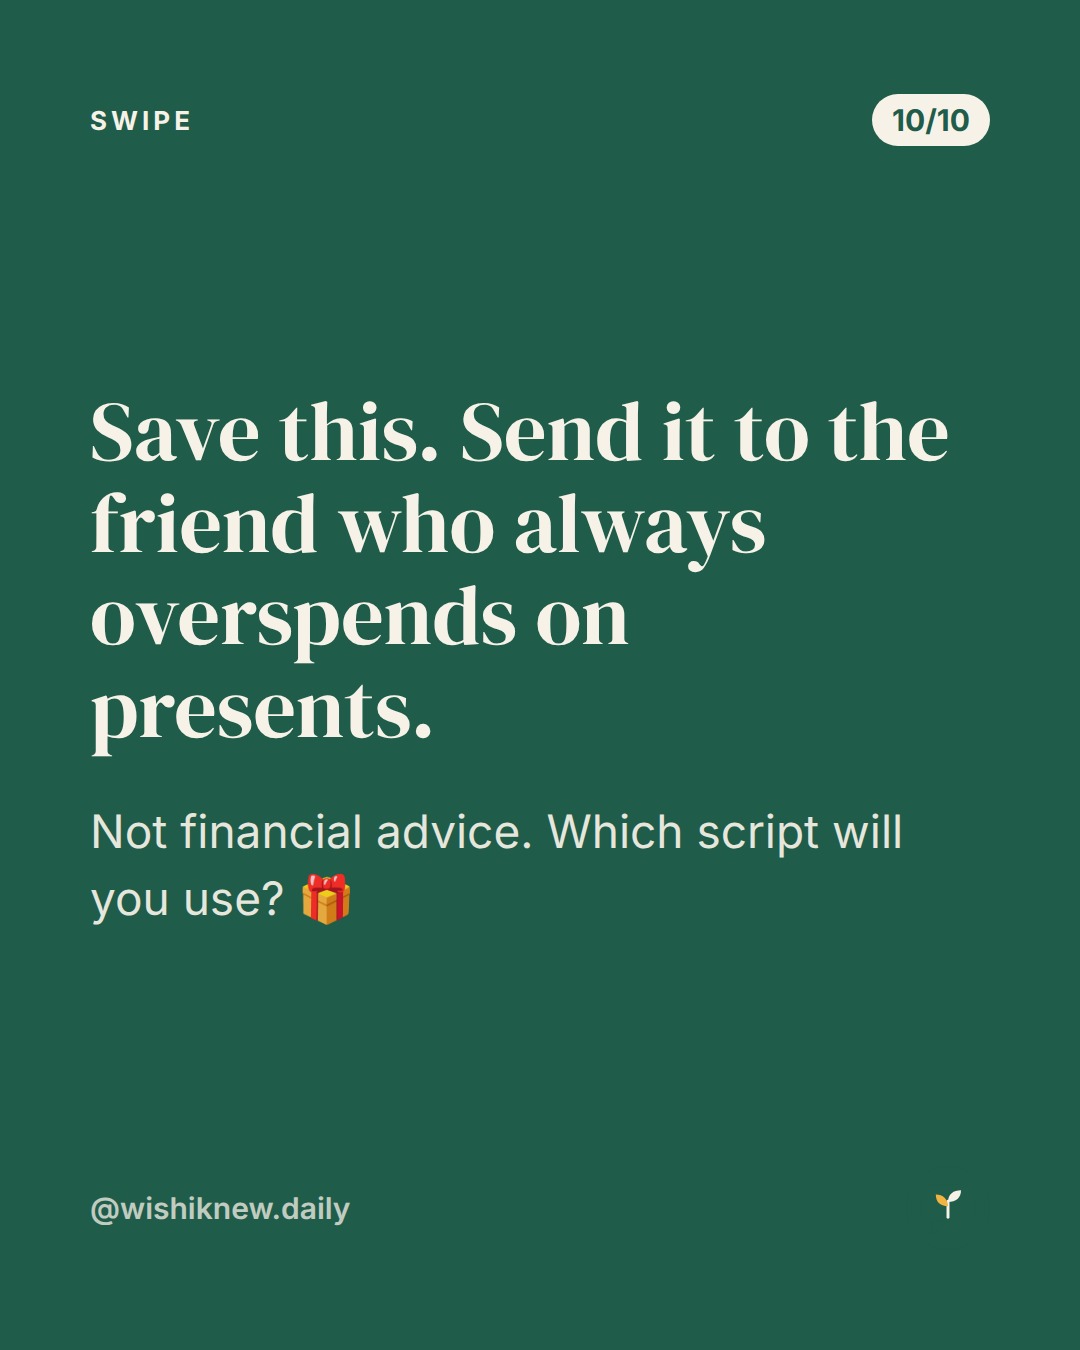 SWIPE
10/10
Save this. Send it to the
friend who always
overspends on
presents.
Not financial advice. Which script will
you use? 🎁
@wishiknew.daily